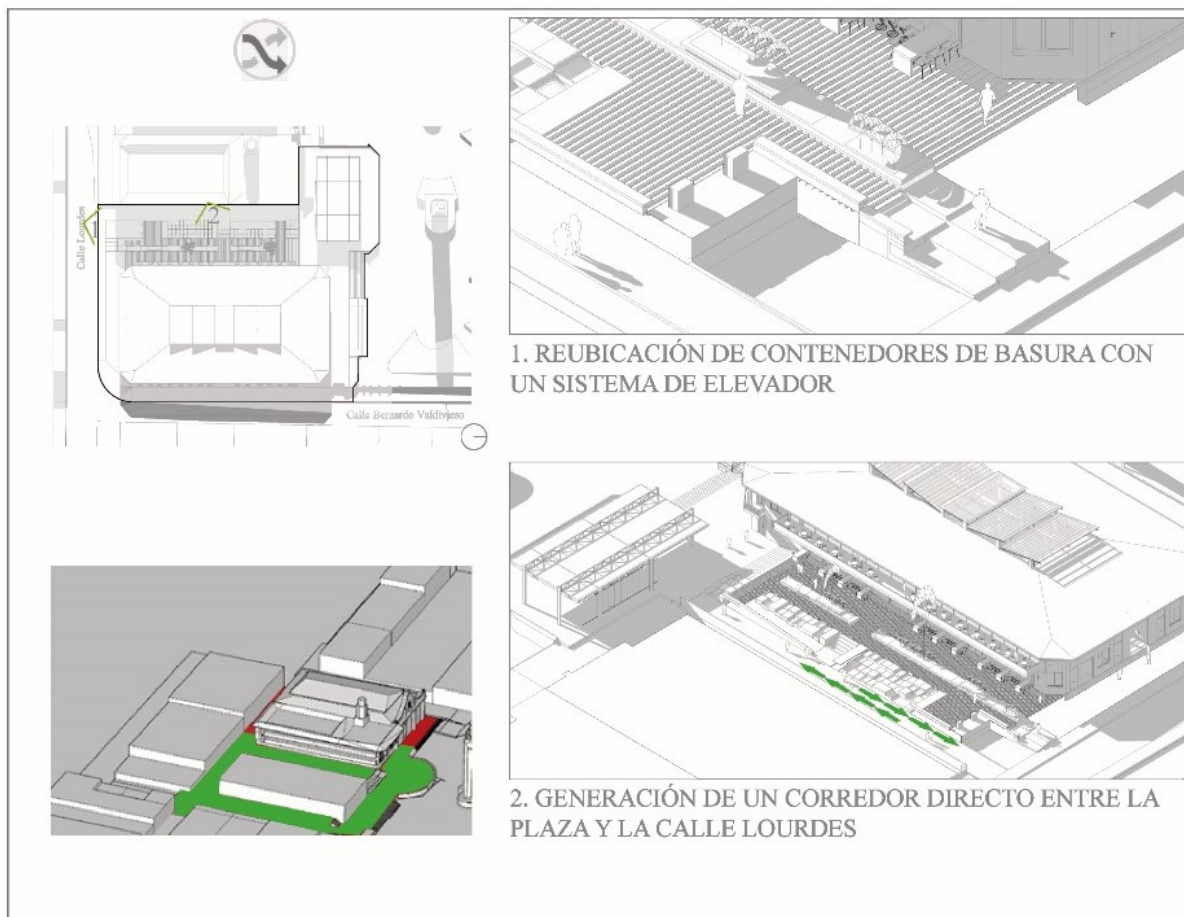 1
2
Calle Lourdes
Calle Bernardo Valdivieso
1. REUBICACIÓN DE CONTENEDORES DE BASURA CON
UN SISTEMA DE ELEVADOR
2. GENERACIÓN DE UN CORREDOR DIRECTO ENTRE LA
PLAZA Y LA CALLE LOURDES